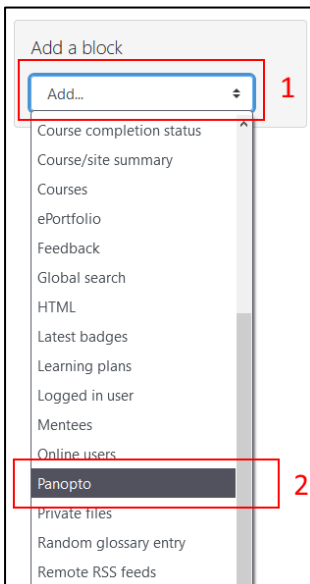 Add a block
Add...
1
Course completion status
Course/site summary
Courses
ePortfolio
Feedback
Global search
HTML
Latest badges
Learning plans
Logged in user
Mentees
Online users
Panopto
2
Private files
Random glossary entry
Remote RSS feeds